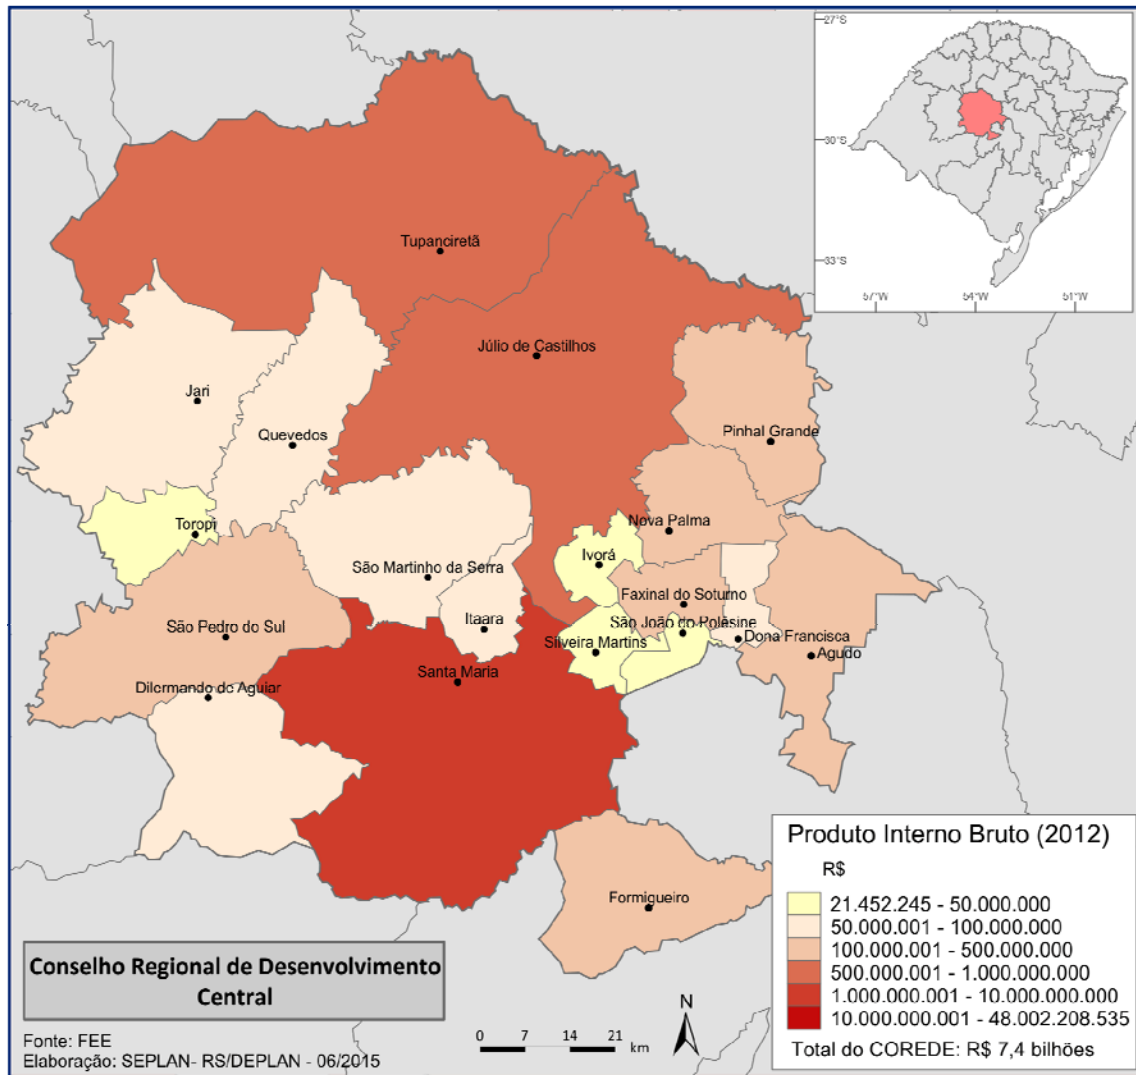 27°S
30°S
33°S
57°W
54°W
51°W
Tupanciretã
Júlio de Castilhos
Jari
Quevedos
Pinhal Grande
Toropi
Nova Palma
Ivorá
São Martinho da Serra
Faxinal do Soturno
Itaara
São João do Polêsine
São Pedro do Sul
Silveira Martins
Dona Francisca
Agudo
Santa Maria
Dilermando de Aguiar
Formigueiro
Produto Interno Bruto (2012)
R$
21.452.245 - 50.000.000
50.000.001 - 100.000.000
100.000.001 - 500.000.000
500.000.001 - 1.000.000.000
1.000.000.001 - 10.000.000.000
10.000.000.001 - 48.002.208.535
Total do COREDE: R$ 7,4 bilhões
Conselho Regional de Desenvolvimento
Central
Fonte: FEE
Elaboração: SEPLAN- RS/DEPLAN - 06/2015
0 7 14 21
km
N